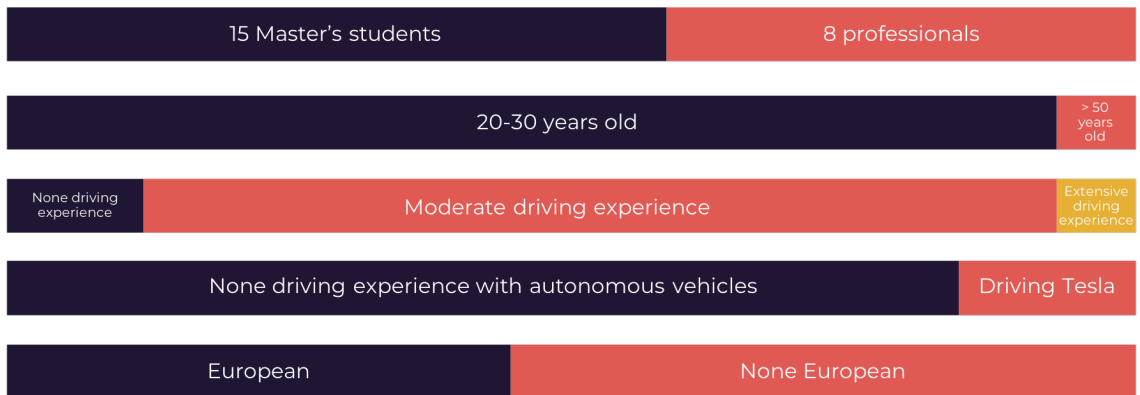 15 Master’s students
8 professionals
20-30 years old
> 50
years
old
None driving
experience
Moderate driving experience
Extensive
driving
experience
None driving experience with autonomous vehicles
Driving Tesla
European
None European